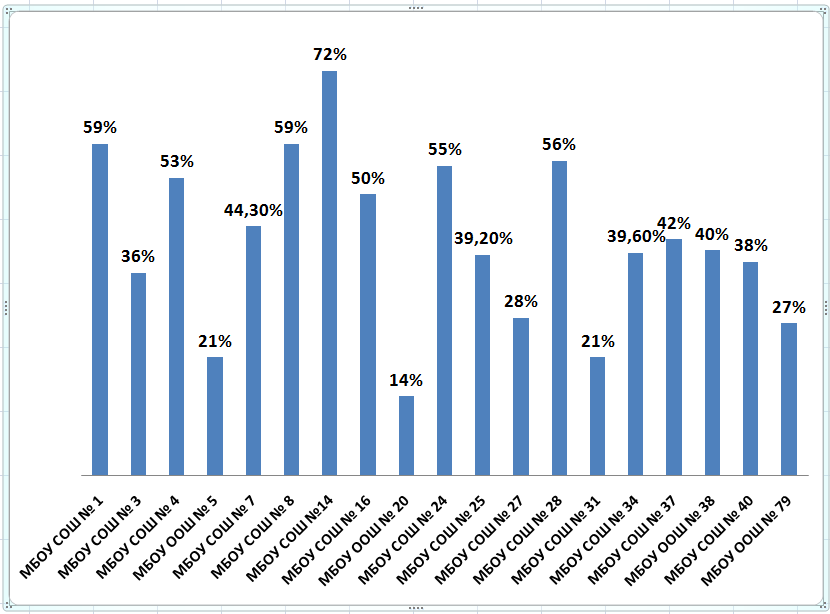 59%
36%
53%
21%
44,30%
59%
72%
50%
14%
55%
39,20%
28%
56%
21%
39,60%
42%
40%
38%
27%
МБОУ СОШ № 1
МБОУ СОШ № 3
МБОУ СОШ № 4
МБОУ ООШ № 5
МБОУ СОШ № 7
МБОУ СОШ № 8
МБОУ СОШ №14
МБОУ СОШ № 16
МБОУ ООШ № 20
МБОУ СОШ № 24
МБОУ СОШ № 25
МБОУ СОШ № 27
МБОУ СОШ № 28
МБОУ СОШ № 31
МБОУ СОШ № 34
МБОУ СОШ № 37
МБОУ ООШ № 38
МБОУ СОШ № 40
МБОУ ООШ № 79